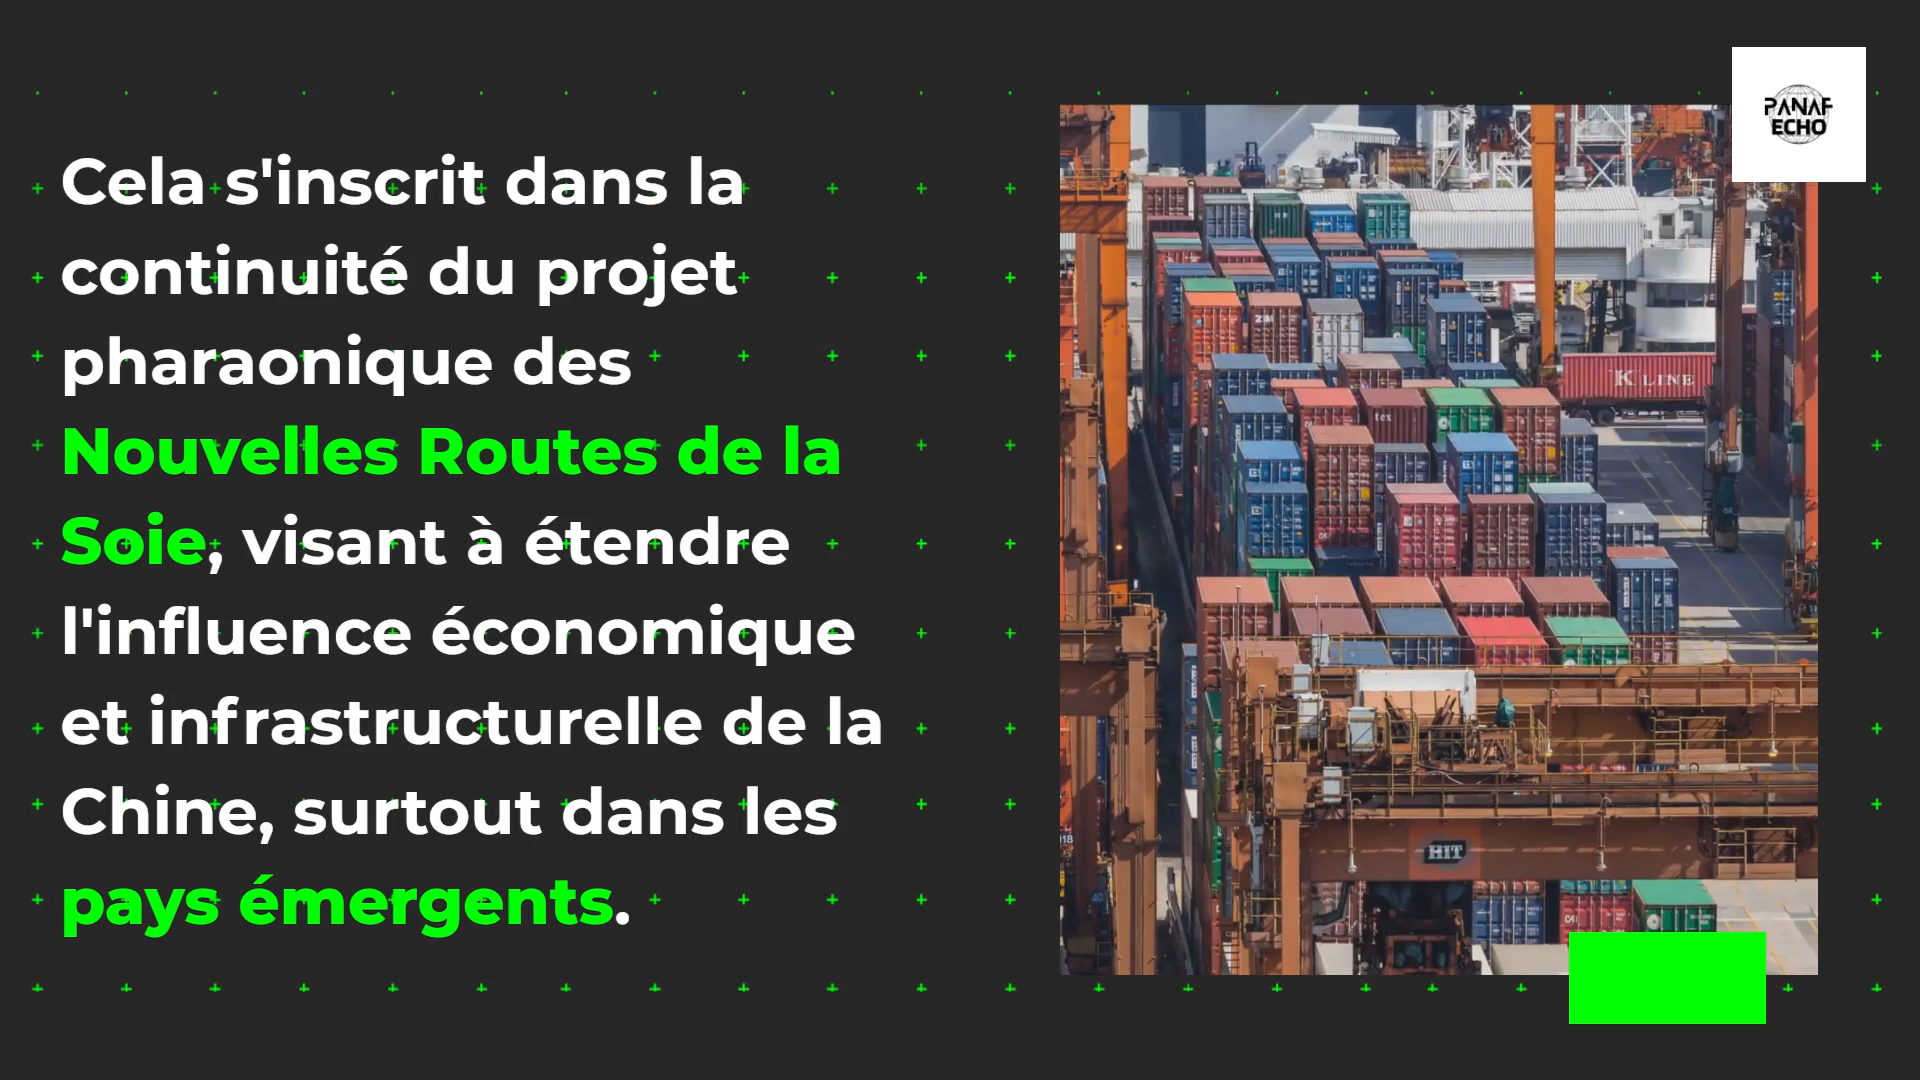 PANAF
ECHO
Cela s'inscrit dans la
continuité du projet
pharaonique des
Nouvelles Routes de la
Soie, visant à étendre
l'influence économique
et infrastructurelle de la
Chine, surtout dans les
pays émergents.
K LINE
tex
HIT